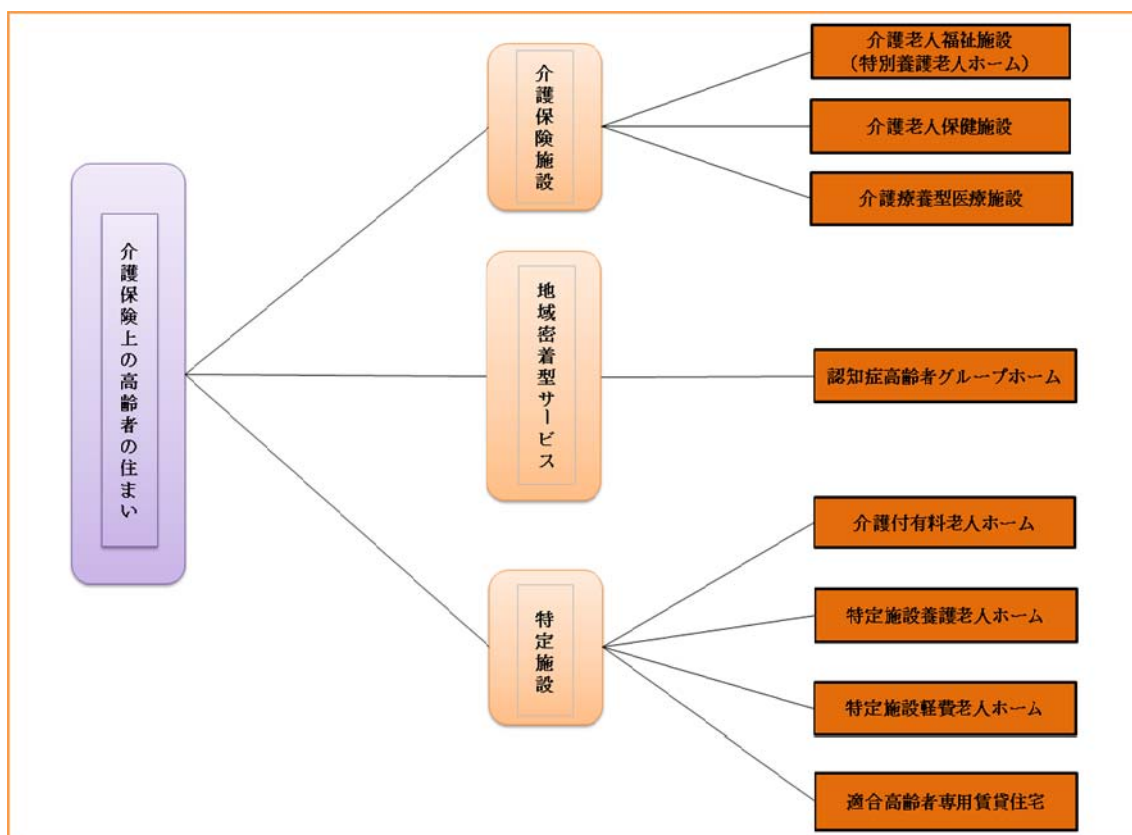 介護保険上の高齢者の住まい
介護保険施設
介護老人福祉施設
（特別養護老人ホーム）
介護老人保健施設
介護療養型医療施設
地域密着型サービス
認知症高齢者グループホーム
特定施設
介護付有料老人ホーム
特定施設養護老人ホーム
特定施設軽費老人ホーム
適合高齢者専用賃貸住宅